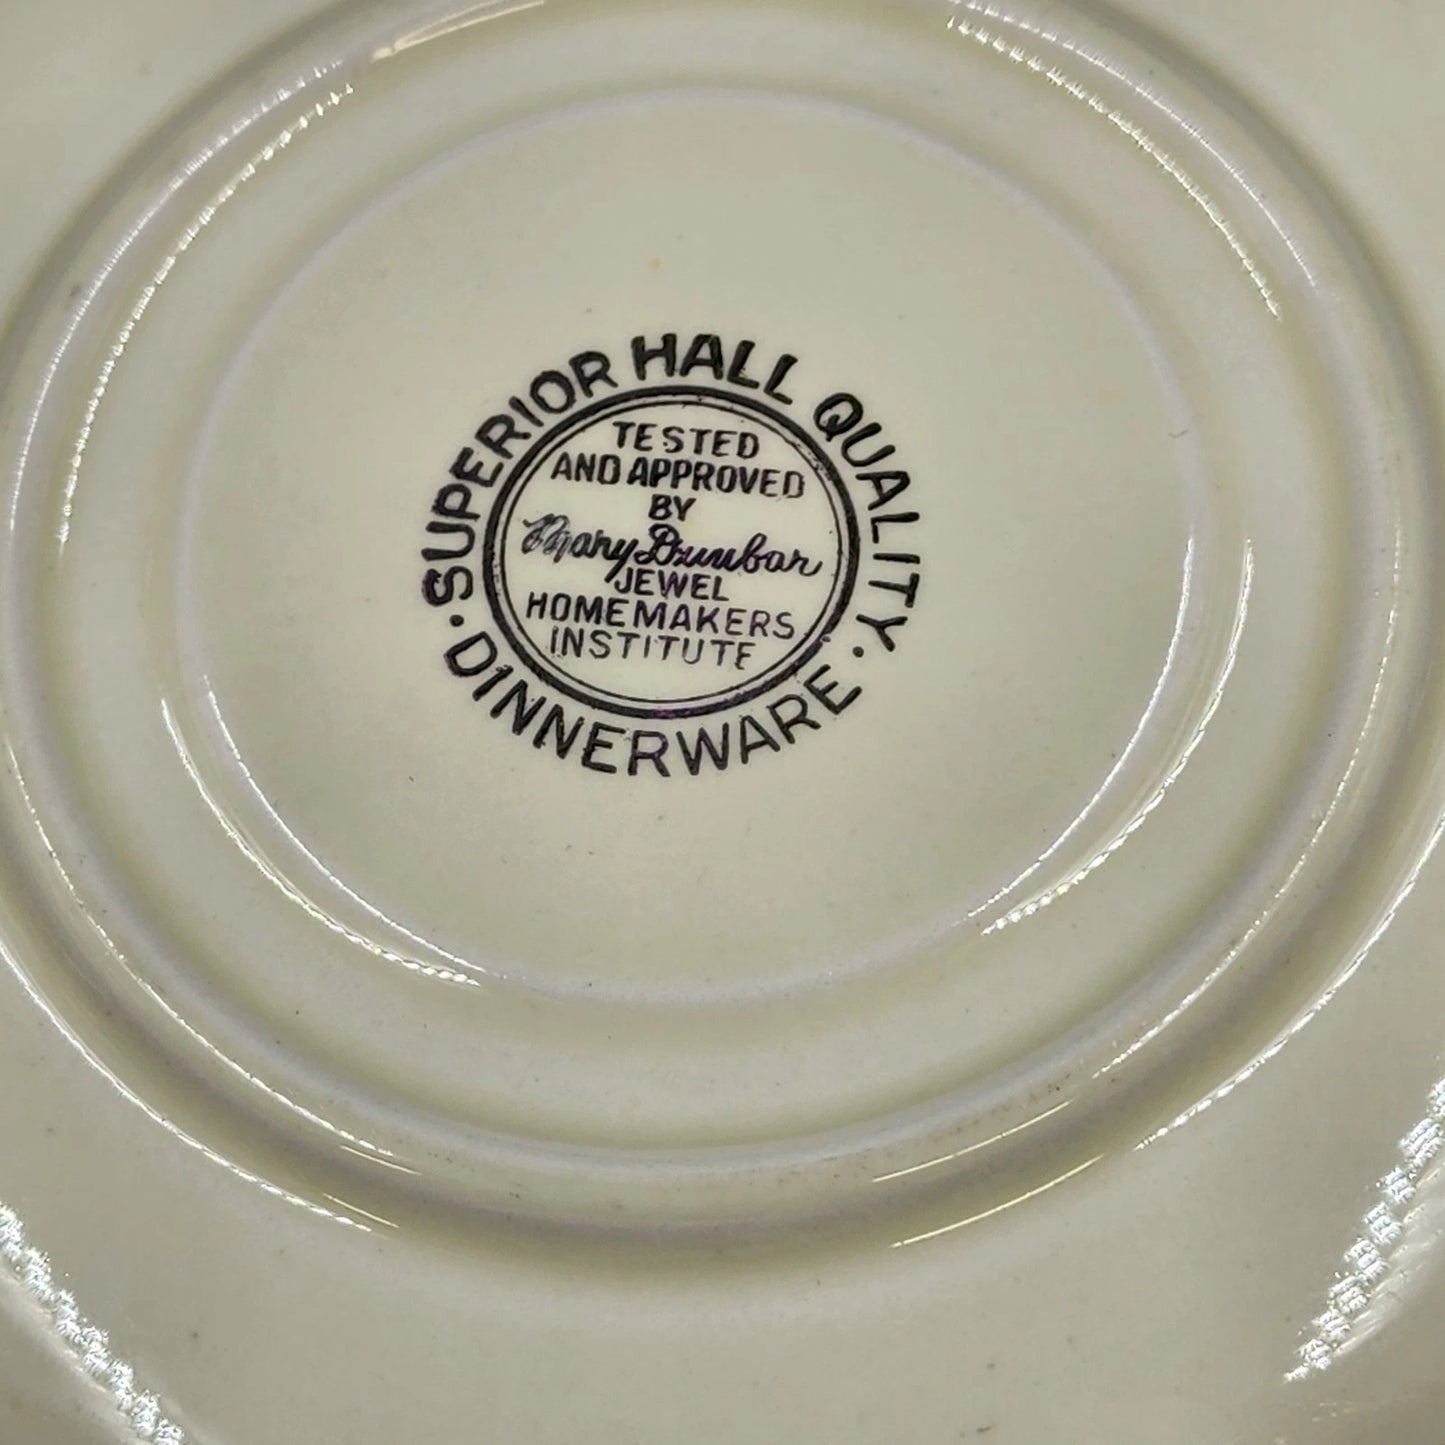 SUPERIOR HALL QUALITY
TESTED
AND APPROVED
BY
Mary Dunbar
JEWEL
HOMEMAKERS
INSTITUTE
· DINNERWARE ·